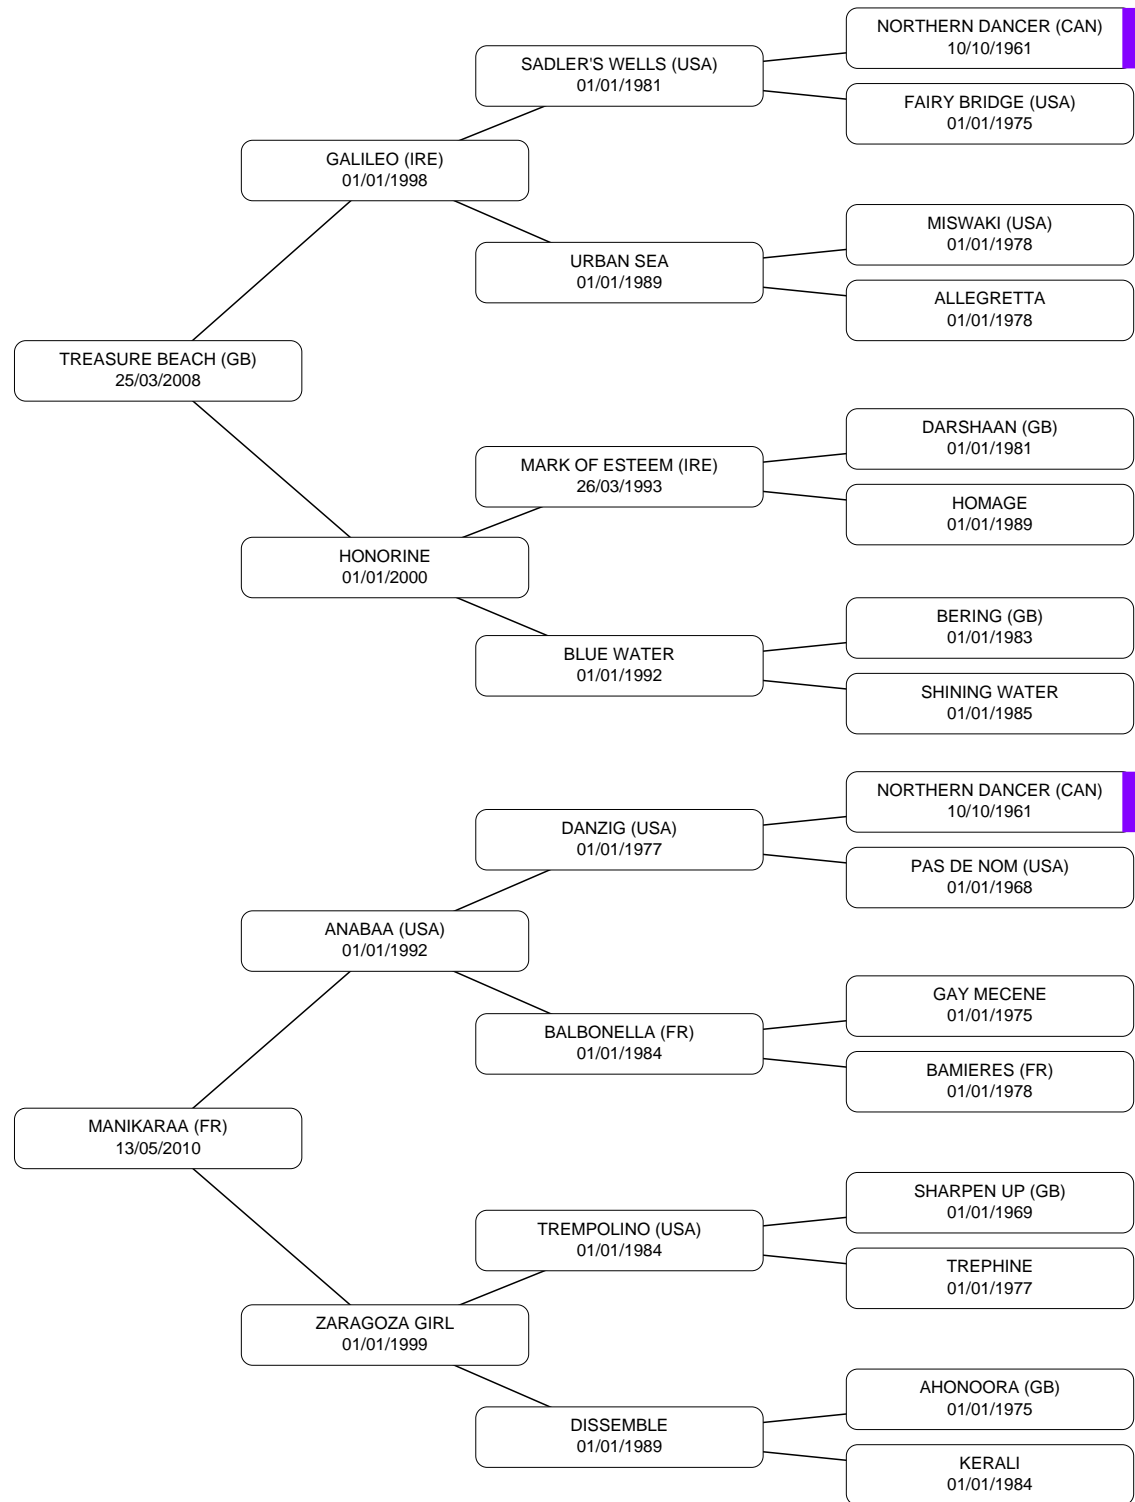 NORTHERN DANCER (CAN)
10/10/1961
SADLER'S WELLS (USA)
01/01/1981
FAIRY BRIDGE (USA)
01/01/1975
GALILEO (IRE)
01/01/1998
MISWAKI (USA)
01/01/1978
URBAN SEA
01/01/1989
ALLEGRETTA
01/01/1978
TREASURE BEACH (GB)
25/03/2008
DARSHAAN (GB)
01/01/1981
MARK OF ESTEEM (IRE)
26/03/1993
HOMAGE
01/01/1989
HONORINE
01/01/2000
BERING (GB)
01/01/1983
BLUE WATER
01/01/1992
SHINING WATER
01/01/1985
NORTHERN DANCER (CAN)
10/10/1961
DANZIG (USA)
01/01/1977
PAS DE NOM (USA)
01/01/1968
ANABAA (USA)
01/01/1992
GAY MECENE
01/01/1975
BALBONELLA (FR)
01/01/1984
BAMIERES (FR)
01/01/1978
MANIKARAA (FR)
13/05/2010
SHARPEN UP (GB)
01/01/1969
TREMPOLINO (USA)
01/01/1984
TREPHINE
01/01/1977
ZARAGOZA GIRL
01/01/1999
AHONOORA (GB)
01/01/1975
DISSEMBLE
01/01/1989
KERALI
01/01/1984